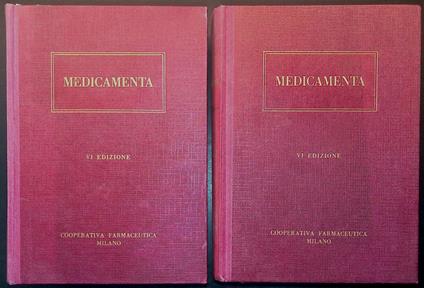 MEDICAMENTA
VI EDIZIONE
COOPERATIVA FARMACEUTICA
MILANO
MEDICAMENTA
VI EDIZIONE
COOPERATIVA FARMACEUTICA
MILANO